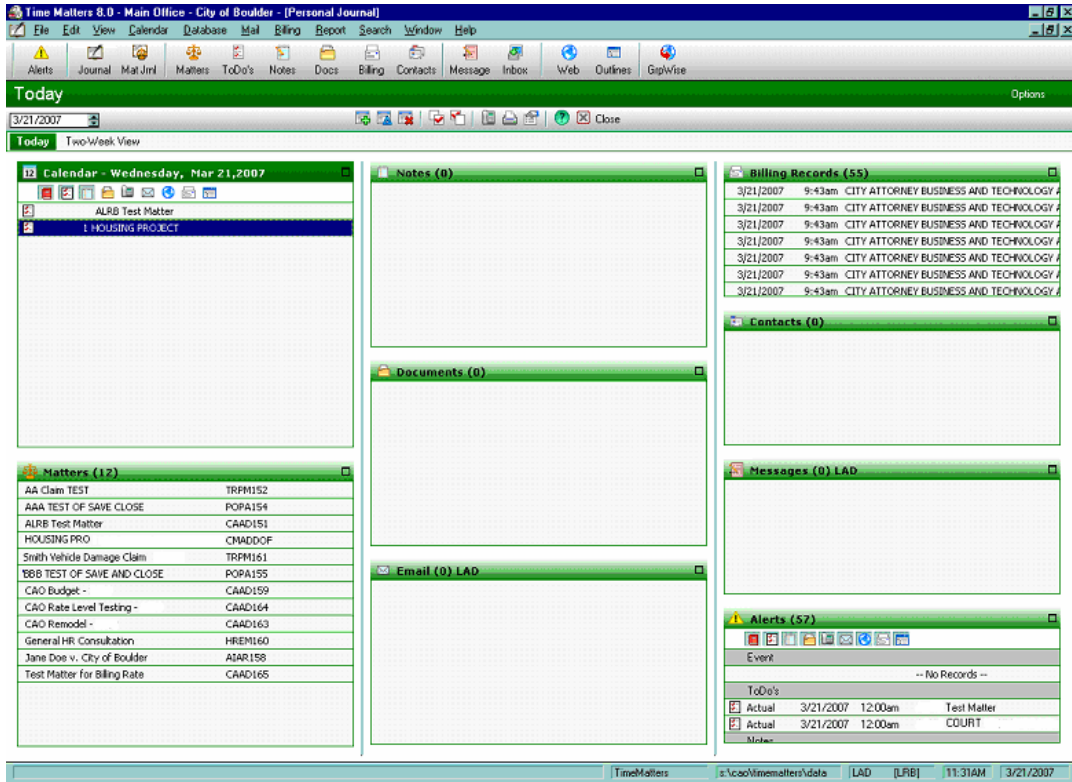 Time Matters 8.0 - Main Office - City of Boulder - [Personal Journal]
File Edit View Calendar Database Mail Billing Report Search Window Help
Alerts Journal Mat Jrnl Matters ToDo's Notes Docs Billing Contacts Message Inbox Web Outlines GrpWise
Today Options
3/21/2007 Close
Today Two-Week View
12 Calendar - Wednesday, Mar 21,2007
ALRB Test Matter
HOUSING PROJECT
Matters (12)
AA Claim TEST TRPM152
AAA TEST OF SAVE CLOSE POPA154
ALRB Test Matter CAAD151
HOUSING PRO CMADDOF
Smith Vehicle Damage Claim TRPM161
BBB TEST OF SAVE AND CLOSE POPA155
CAO Budget - CAAD159
CAO Rate Level Testing - CAAD164
CAO Remodel - CAAD163
General HR Consultation HREM160
Jane Doe v. City of Boulder AIAR158
Test Matter for Billing Rate CAAD165
Notes (0)
Documents (0)
Email (0) LAD
Billing Records (55)
3/21/2007 9:43am CITY ATTORNEY BUSINESS AND TECHNOLOGY A
3/21/2007 9:43am CITY ATTORNEY BUSINESS AND TECHNOLOGY A
3/21/2007 9:43am CITY ATTORNEY BUSINESS AND TECHNOLOGY A
3/21/2007 9:43am CITY ATTORNEY BUSINESS AND TECHNOLOGY A
3/21/2007 9:43am CITY ATTORNEY BUSINESS AND TECHNOLOGY A
3/21/2007 9:43am CITY ATTORNEY BUSINESS AND TECHNOLOGY A
3/21/2007 9:43am CITY ATTORNEY BUSINESS AND TECHNOLOGY A
Contacts (0)
Messages (0) LAD
Alerts (57)
Event
-- No Records --
ToDo's
Actual 3/21/2007 12:00am Test Matter
Actual 3/21/2007 12:00am COURT
Notes
TimeMatters s:\cao\timematters\data LAD [LRB] 11:31AM 3/21/2007